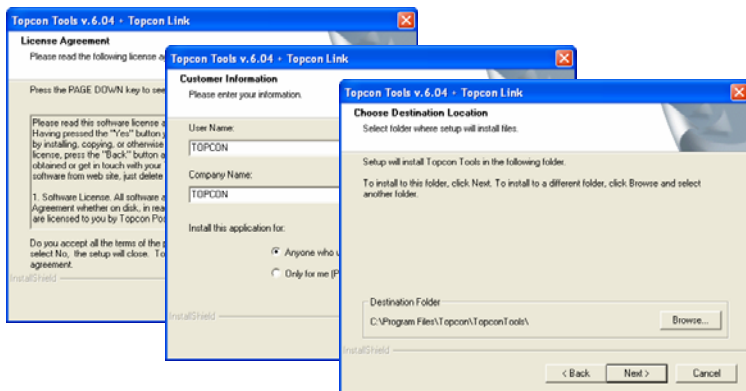 Topcon Tools v.6.04 + Topcon Link
License Agreement
Please read the following license
Press the PAGE DOWN key to see
Please read this software license
Having pressed the "Yes" button
by installing, copying, or otherwise
license, press the "Back" button
obtained or get in touch with your
software from web site, just delete
1. Software License. All software
Agreement whether on disk, in
are licensed to you by Topcon
Do you accept all the terms of the
select No, the setup will close. To
agreement.
InstallShield
Topcon Tools v.6.04 + Topcon Link
Customer Information
Please enter your information.
User Name:
TOPCON
Company Name:
TOPCON
Install this application for:
Anyone who
Only for me
InstallShield
Topcon Tools v.6.04 + Topcon Link
Choose Destination Location
Select folder where setup will install files.
Setup will install Topcon Tools in the following folder.
To install to this folder, click Next. To install to a different folder, click Browse and select
another folder.
Destination Folder
C:\Program Files\Topcon\TopconTools\
Browse...
InstallShield
< Back
Next >
Cancel